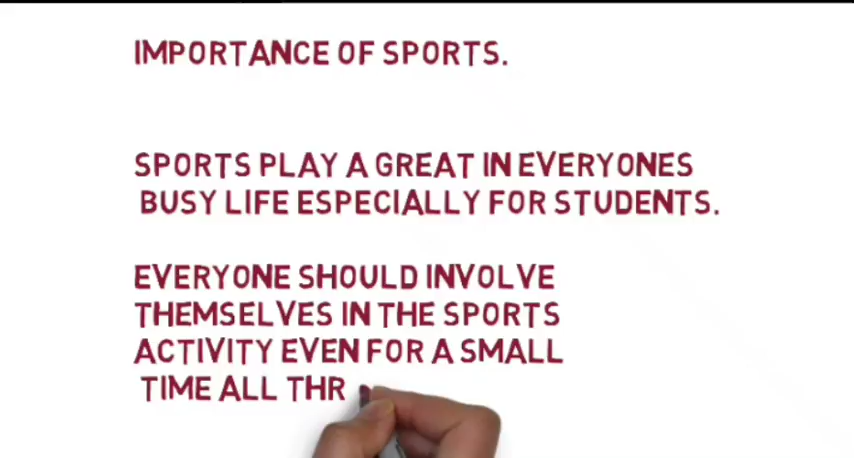 IMPORTANCE OF SPORTS.
SPORTS PLAY A GREAT IN EVERYONES
BUSY LIFE ESPECIALLY FOR STUDENTS.
EVERYONE SHOULD INVOLVE
THEMSELVES IN THE SPORTS
ACTIVITY EVEN FOR A SMALL
TIME ALL THR